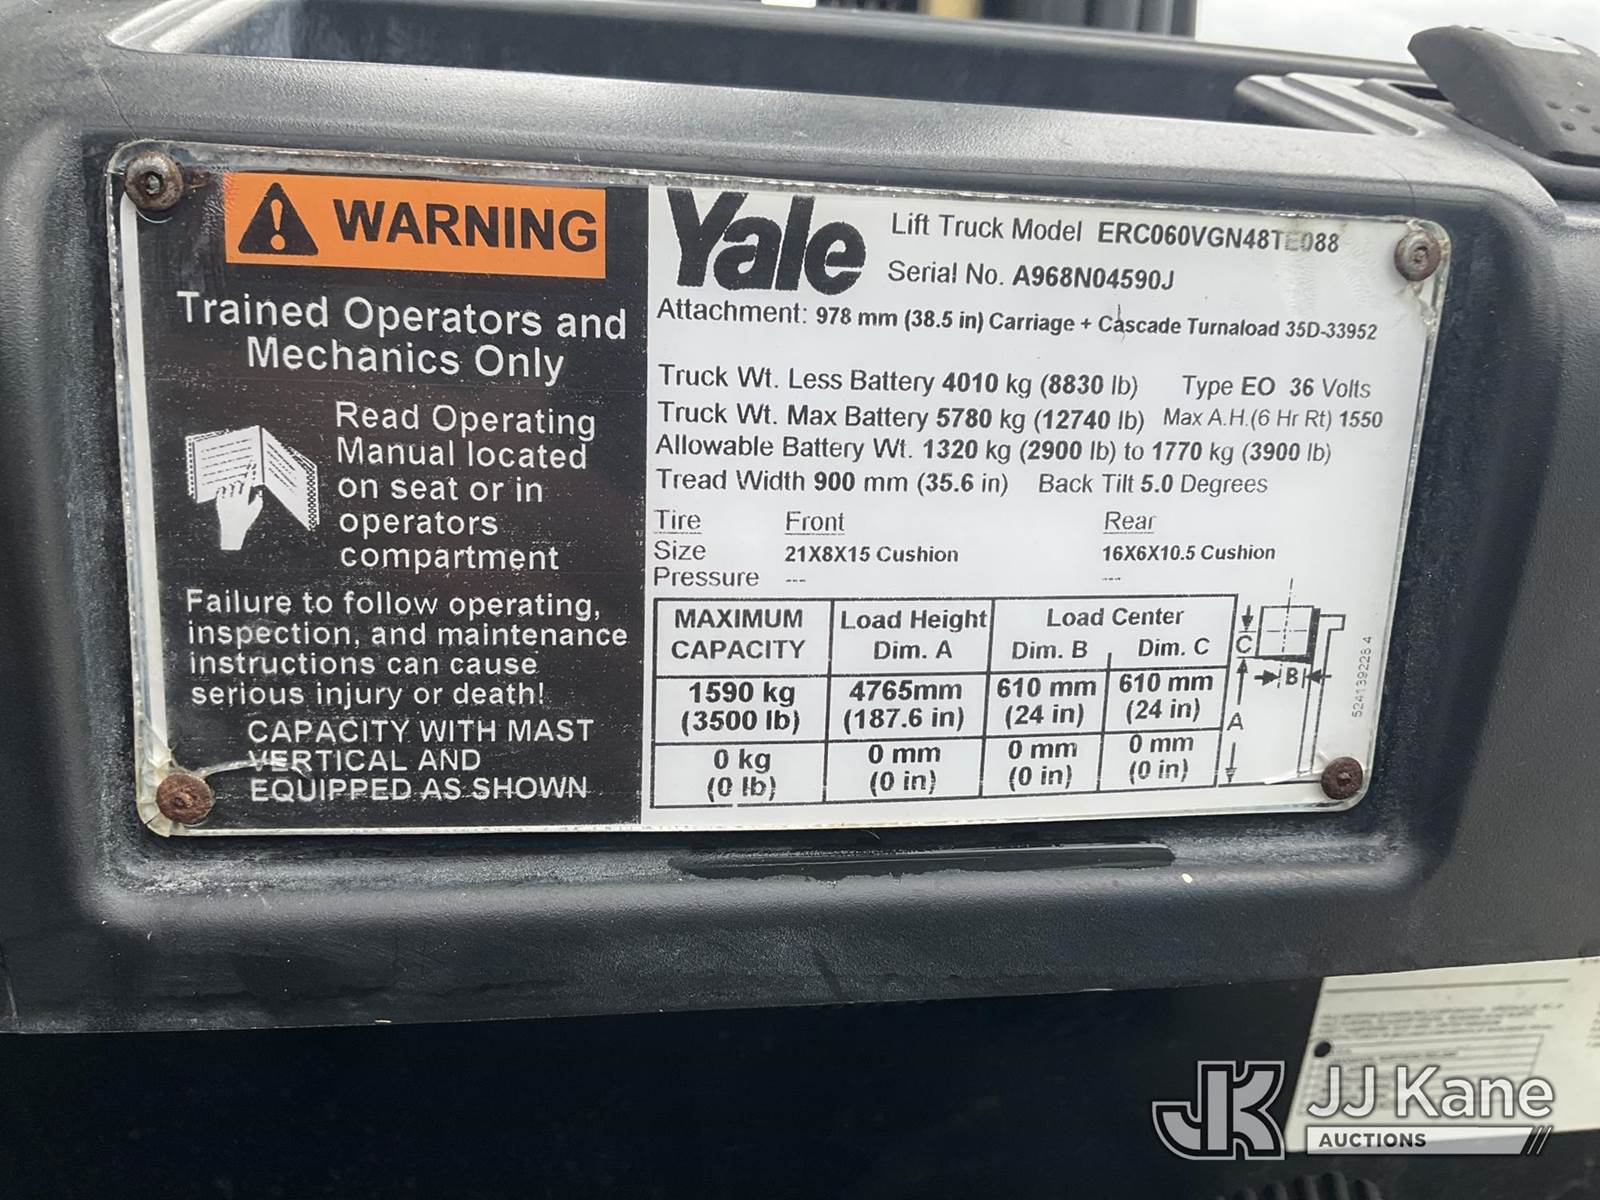 WARNING
Trained Operators and
Mechanics Only
Read Operating
Manual located
on seat or in
operators
compartment
Failure to follow operating,
inspection, and maintenance
instructions can cause
serious injury or death!
CAPACITY WITH MAST
VERTICAL AND
EQUIPPED AS SHOWN
Yale
Lift Truck Model ERC060VGN48TE088
Serial No. A968N04590J
Attachment: 978 mm (38.5 in) Carriage + Cascade Turnaload 35D-33952
Truck Wt. Less Battery 4010 kg (8830 lb) Type EO 36 Volts
Truck Wt. Max Battery 5780 kg (12740 lb) Max A.H.(6 Hr Rt) 1550
Allowable Battery Wt. 1320 kg (2900 lb) to 1770 kg (3900 lb)
Tread Width 900 mm (35.6 in) Back Tilt 5.0 Degrees
Tire Front Rear
Size 21X8X15 Cushion 16X6X10.5 Cushion
Pressure --- ---
MAXIMUM Load Height Load Center
CAPACITY Dim. A Dim. B Dim. C
1590 kg 4765mm 610 mm 610 mm
(3500 lb) (187.6 in) (24 in) (24 in)
0 kg 0 mm 0 mm 0 mm
(0 lb) (0 in) (0 in) (0 in)
C
B
A
524139228 4
JK JJ Kane
AUCTIONS